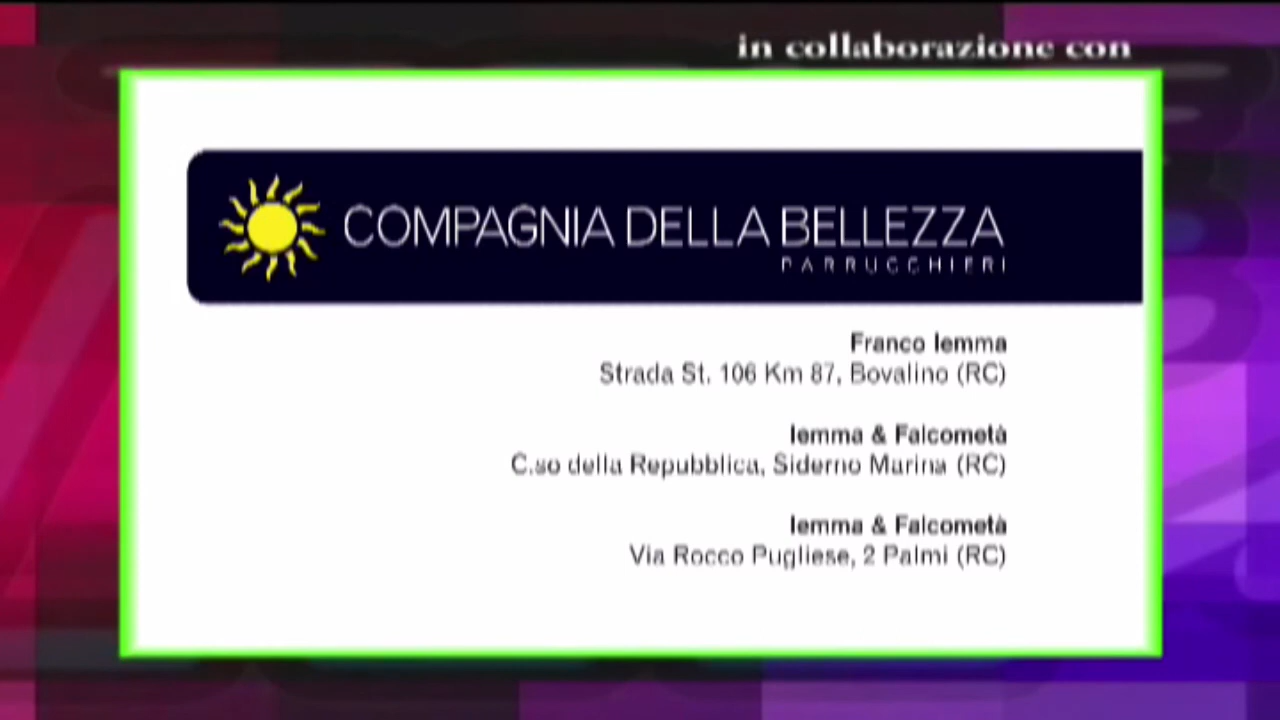 in collaborazione con
COMPAGNIA DELLA BELLEZZA
PARRUCCHIERI
Franco Iemma
Strada St. 106 Km 87, Bovalino (RC)
Iemma & Falcometà
C.so della Repubblica, Siderno Marina (RC)
Iemma & Falcometà
Via Rocco Pugliese, 2 Palmi (RC)